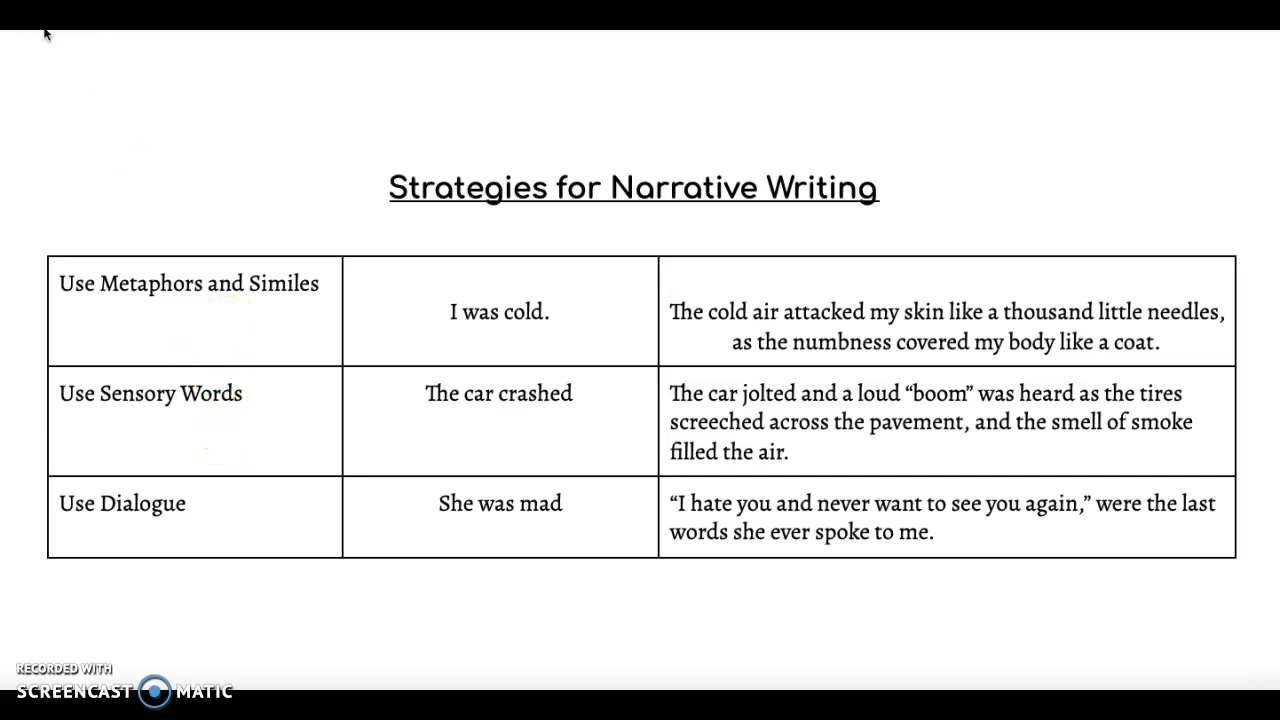 Strategies for Narrative Writing
Use Metaphors and Similes
I was cold.
The cold air attacked my skin like a thousand little needles,
as the numbness covered my body like a coat.
Use Sensory Words
The car crashed
The car jolted and a loud “boom” was heard as the tires
screeched across the pavement, and the smell of smoke
filled the air.
Use Dialogue
She was mad
“I hate you and never want to see you again,” were the last
words she ever spoke to me.
RECORDED WITH
SCREENCAST MATIC